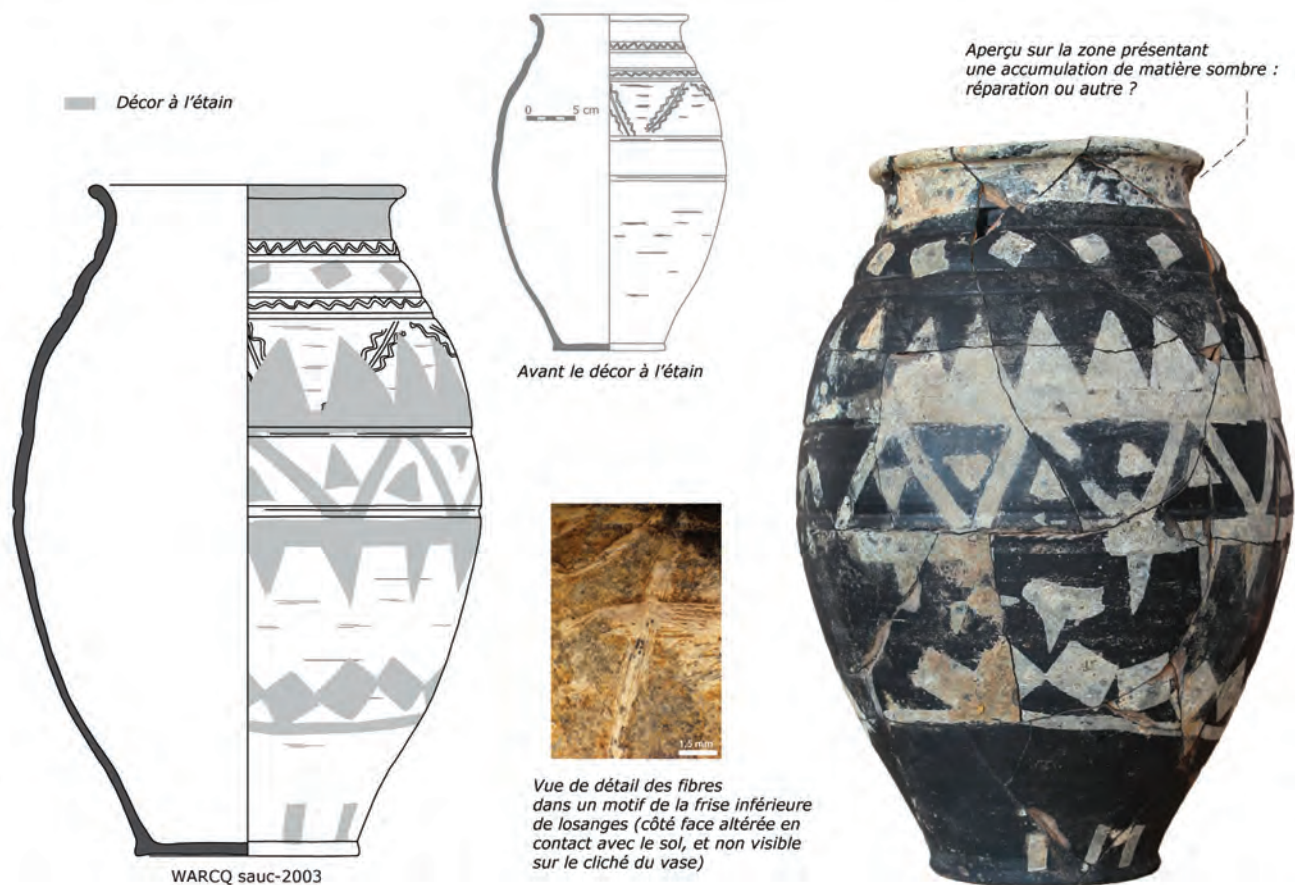 Décor à l'étain
0 5 cm
Avant le décor à l'étain
Aperçu sur la zone présentant
une accumulation de matière sombre :
réparation ou autre ?
1,5 mm
Vue de détail des fibres
dans un motif de la frise inférieure
de losanges (côté face altérée en
contact avec le sol, et non visible
sur le cliché du vase)
WARCQ sauc-2003